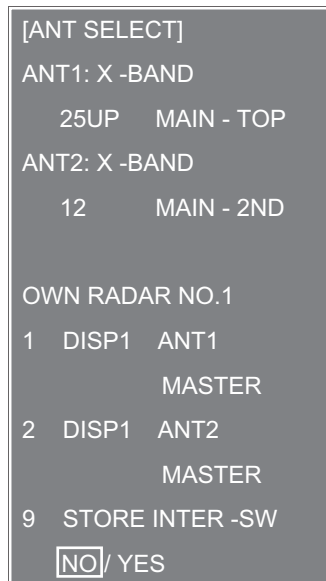 [ANT SELECT]
ANT1: X -BAND
25UP MAIN - TOP
ANT2: X -BAND
12 MAIN - 2ND
OWN RADAR NO.1
1 DISP1 ANT1
MASTER
2 DISP1 ANT2
MASTER
9 STORE INTER -SW
NO / YES